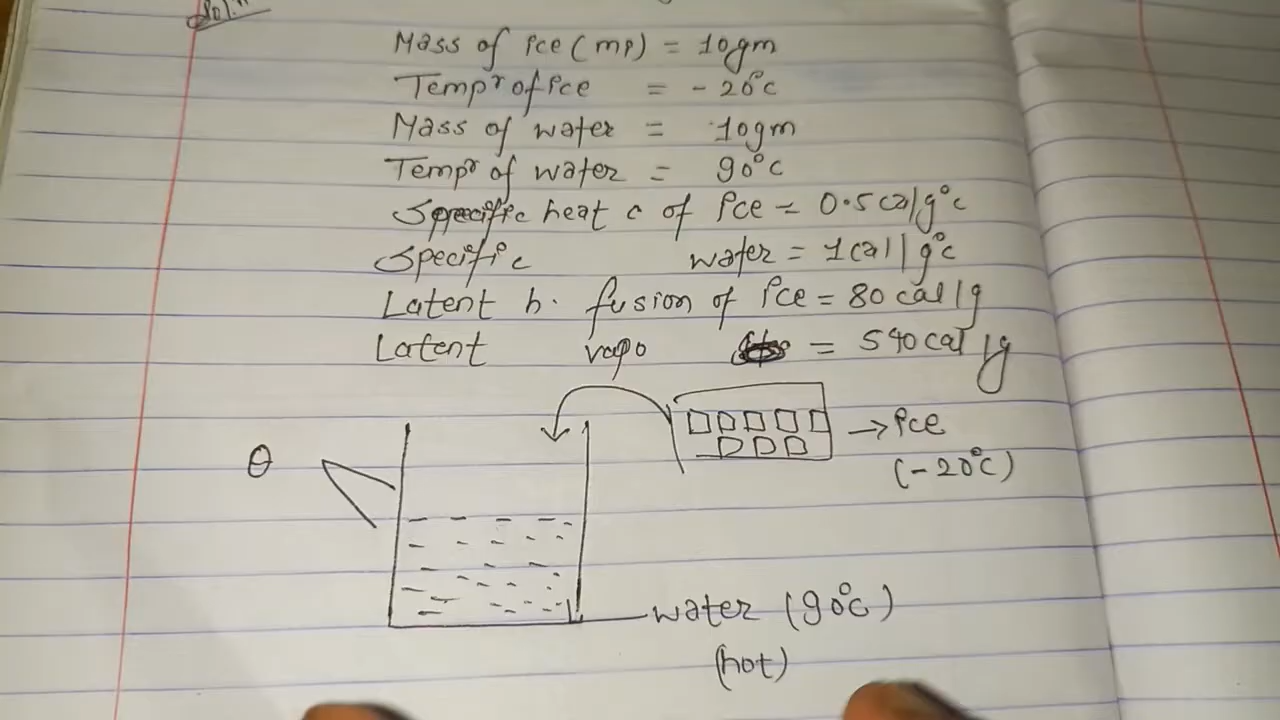 Soln
Mass of ice (mi) = 10gm
Tempr of ice = - 20°c
Mass of water = 10gm
Tempr of water = 90°c
Specific heat c of ice = 0.5 cal/g°c
Specific water = 1 cal/g°c
Latent h. fusion of ice = 80 cal/g
Latent vapo = 540 cal/g
θ
→ ice
(-20°c)
water (90°c)
(hot)